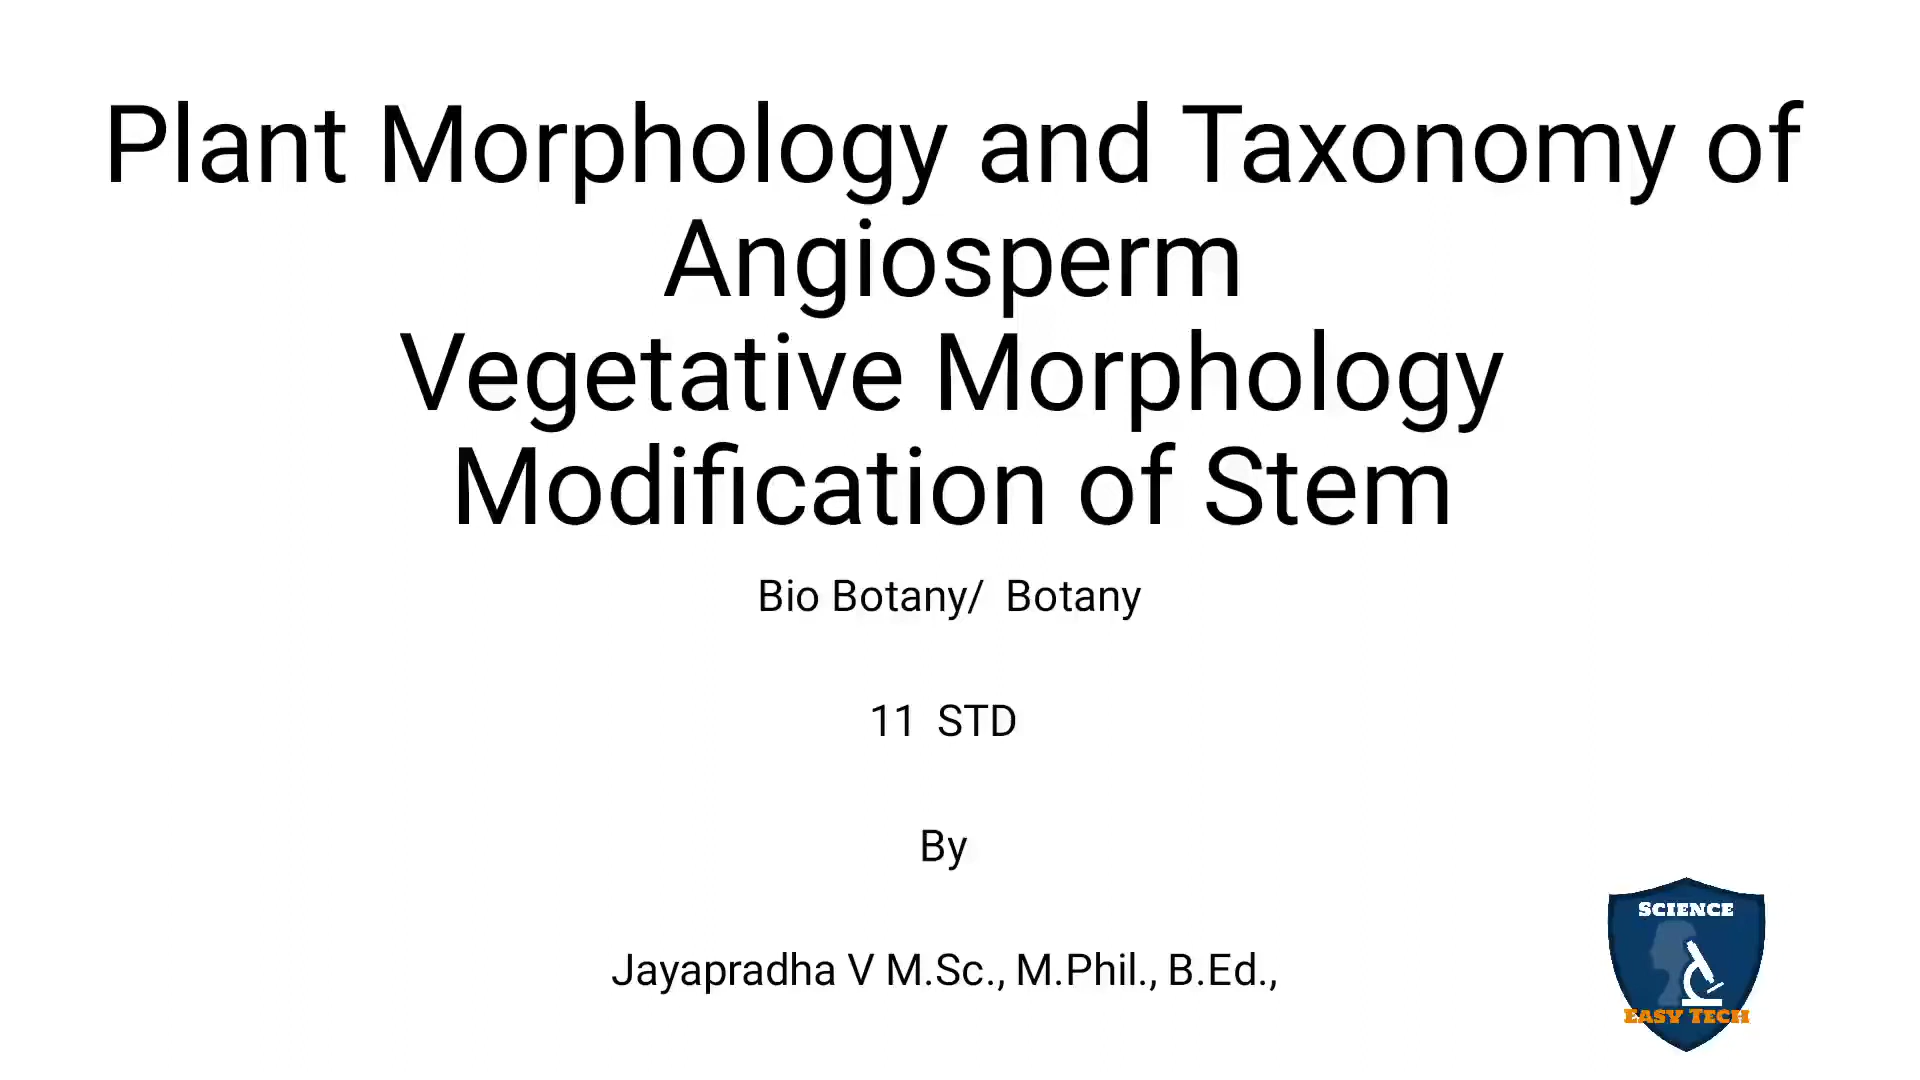 Plant Morphology and Taxonomy of
Angiosperm
Vegetative Morphology
Modification of Stem
Bio Botany/ Botany
11 STD
By
Jayapradha V M.Sc., M.Phil., B.Ed.,
SCIENCE
EASY TECH